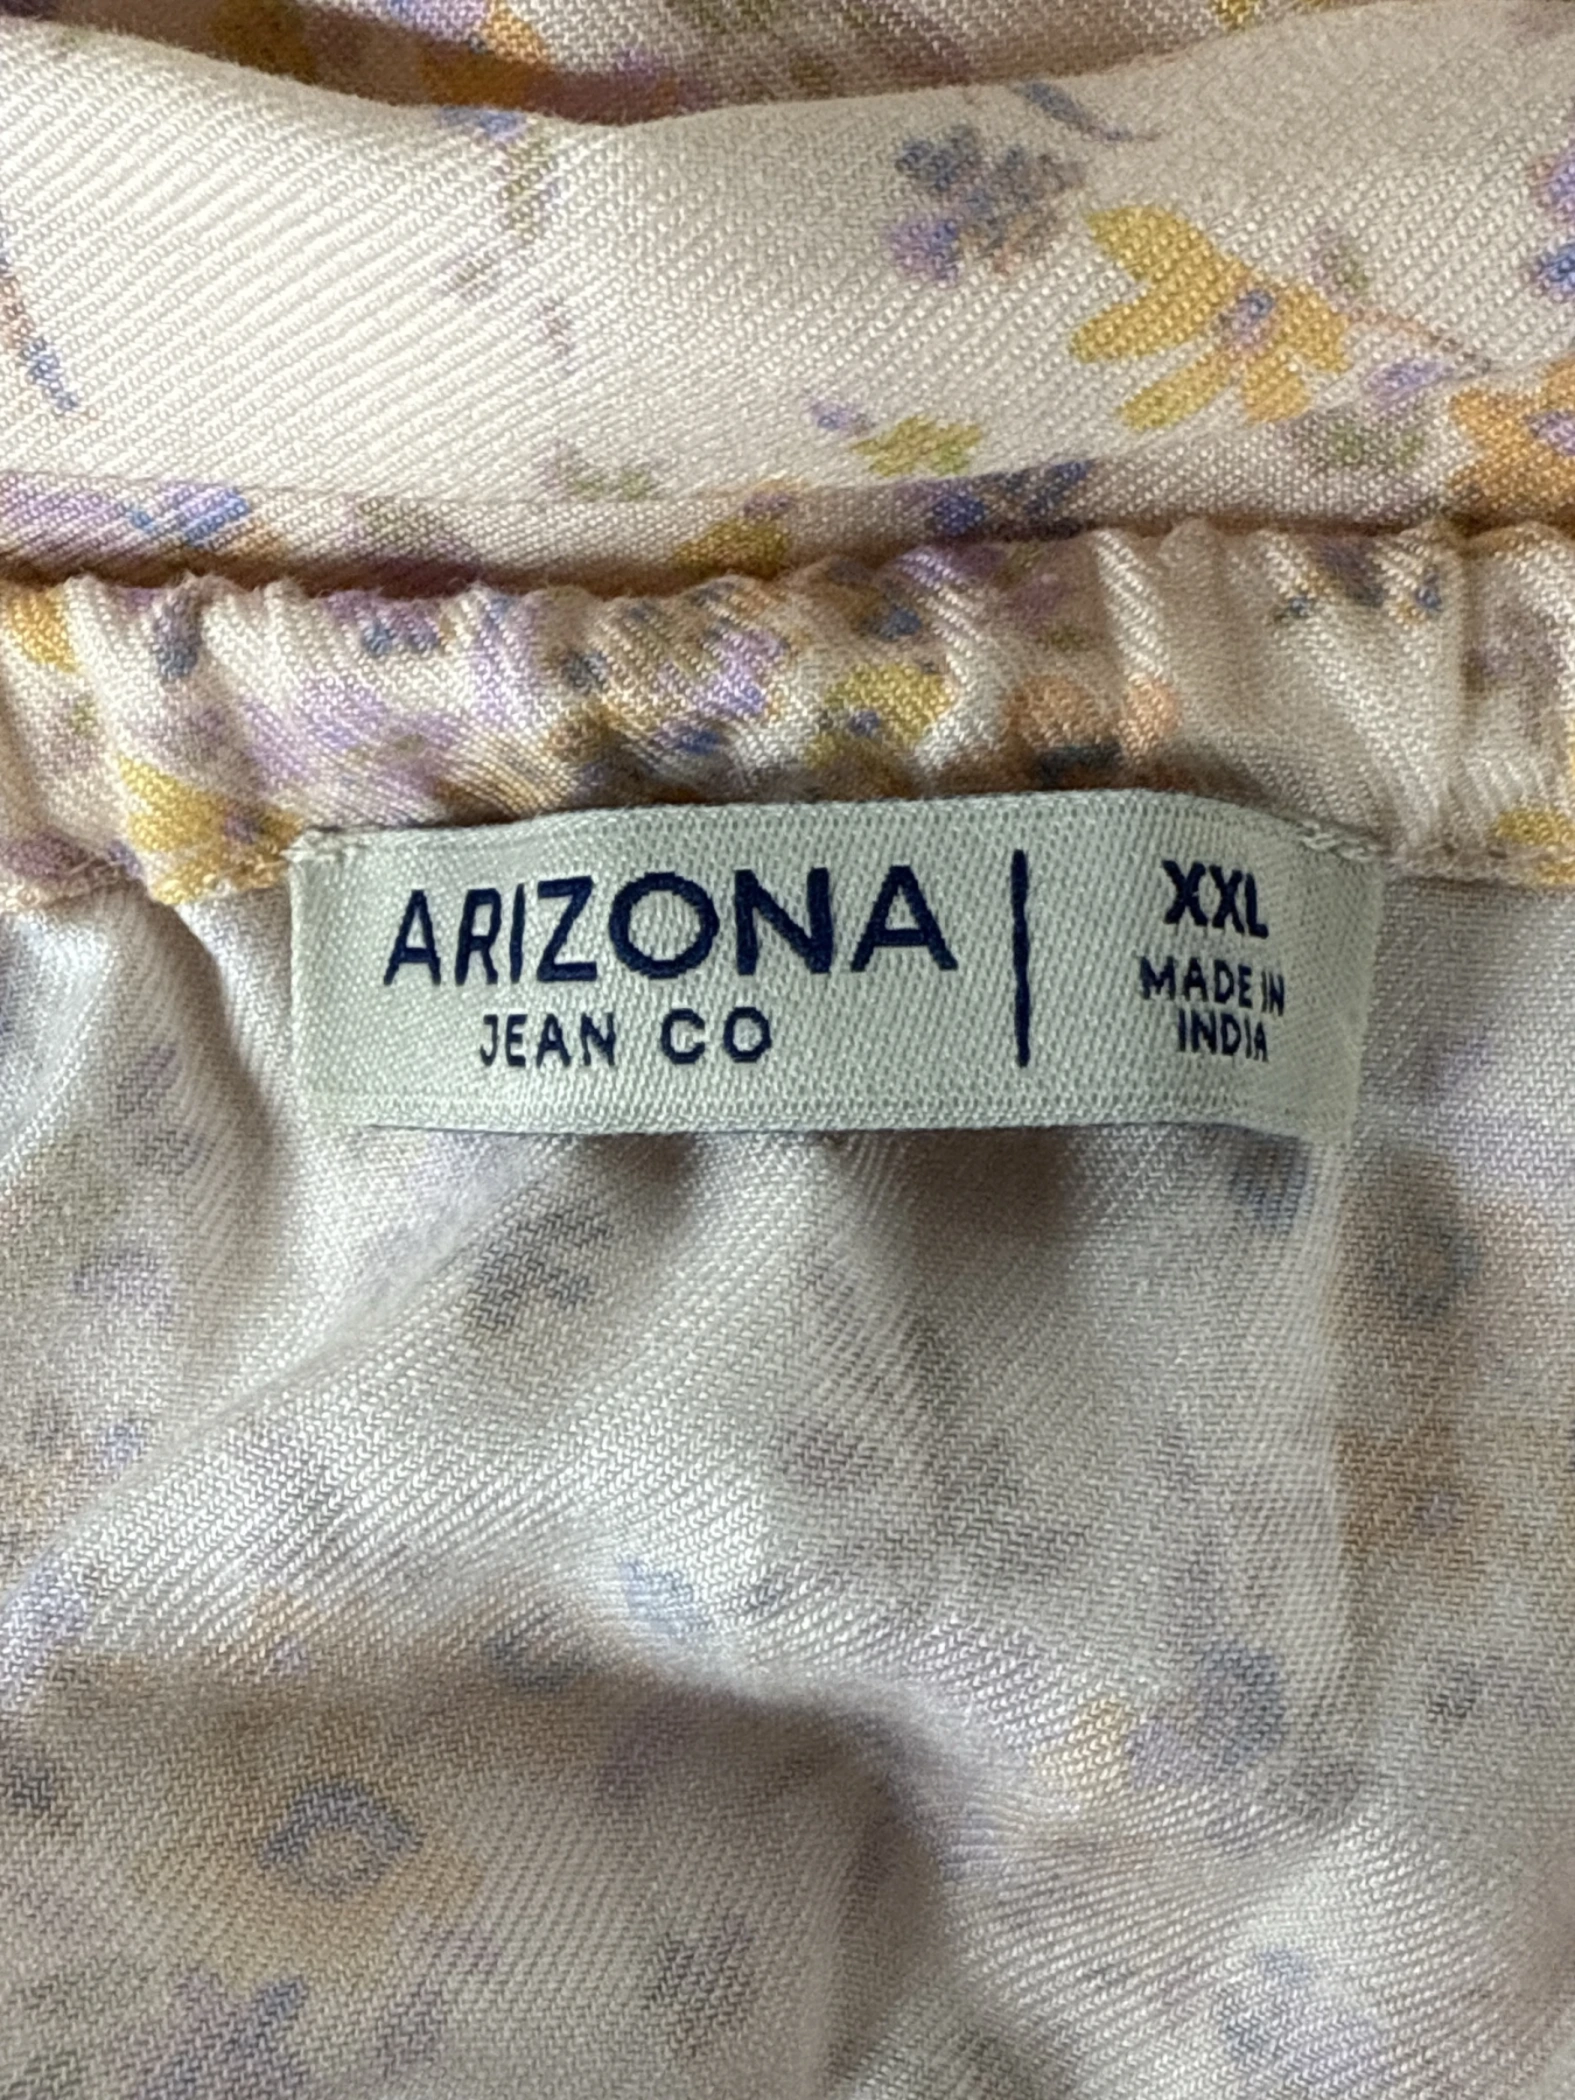 ARIZONA
JEAN CO
XXL
MADE IN
INDIA